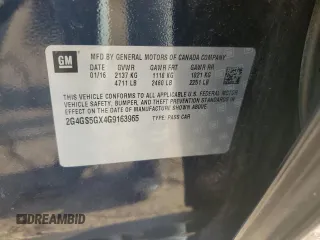 GM
MFD BY GENERAL MOTORS OF CANADA COMPANY
DATE GVWR GAWR FRT GAWR RR
01/16 2137 KG 1116 KG 1021 KG
4711 LB 2460 LB 2251 LB
THIS VEHICLE CONFORMS TO ALL APPLICABLE U.S. FEDERAL MOTOR
VEHICLE SAFETY, BUMPER, AND THEFT PREVENTION STANDARDS IN
EFFECT ON THE DATE OF MANUFACTURE SHOWN ABOVE.
2G4GS5GX4G9163965 TYPE: PASS CAR
DREAMBID